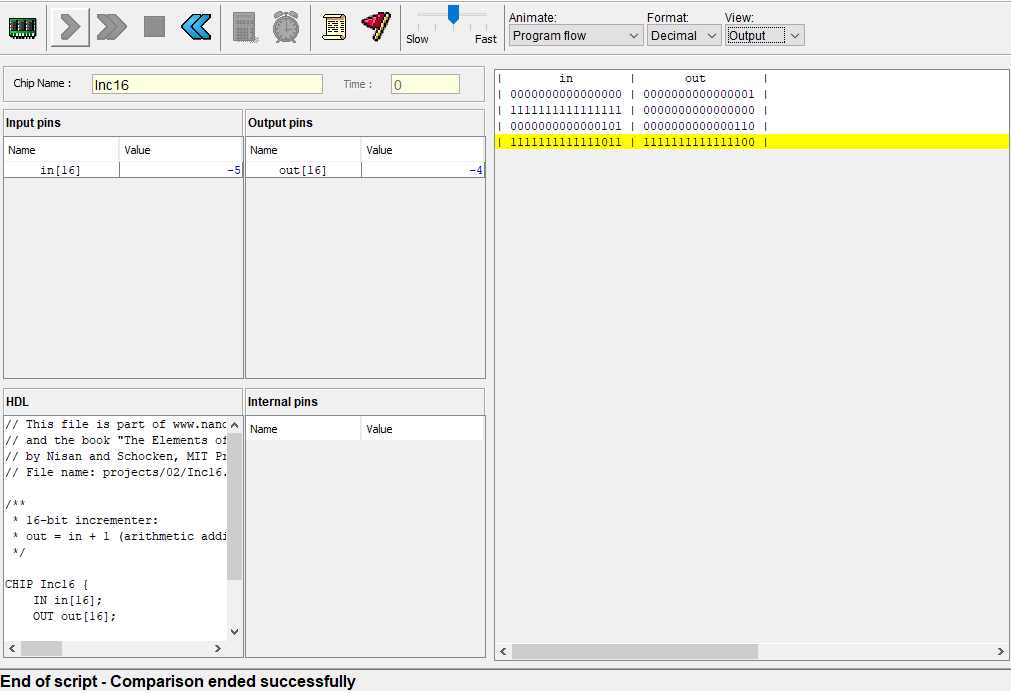 Slow
Fast
Animate:
Program flow
Format:
Decimal
View:
Output
Chip Name :
Inc16
Time :
0
Input pins
Name Value
in[16] -5
Output pins
Name Value
out[16] -4
HDL
// This file is part of www.nand
// and the book "The Elements of
// by Nisan and Schocken, MIT Pr
// File name: projects/02/Inc16.
/**
* 16-bit incrementer:
* out = in + 1 (arithmetic addi
*/
CHIP Inc16 {
IN in[16];
OUT out[16];
Internal pins
Name Value
| in | out |
| 0000000000000000 | 0000000000000001 |
| 1111111111111111 | 0000000000000000 |
| 0000000000000101 | 0000000000000110 |
| 1111111111111011 | 1111111111111100 |
End of script - Comparison ended successfully